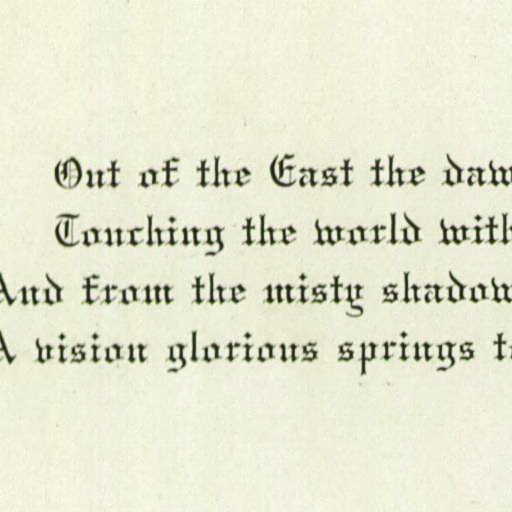 Out of the East the daw
Touching the world with
And from the misty shadow
A vision glorious springs t